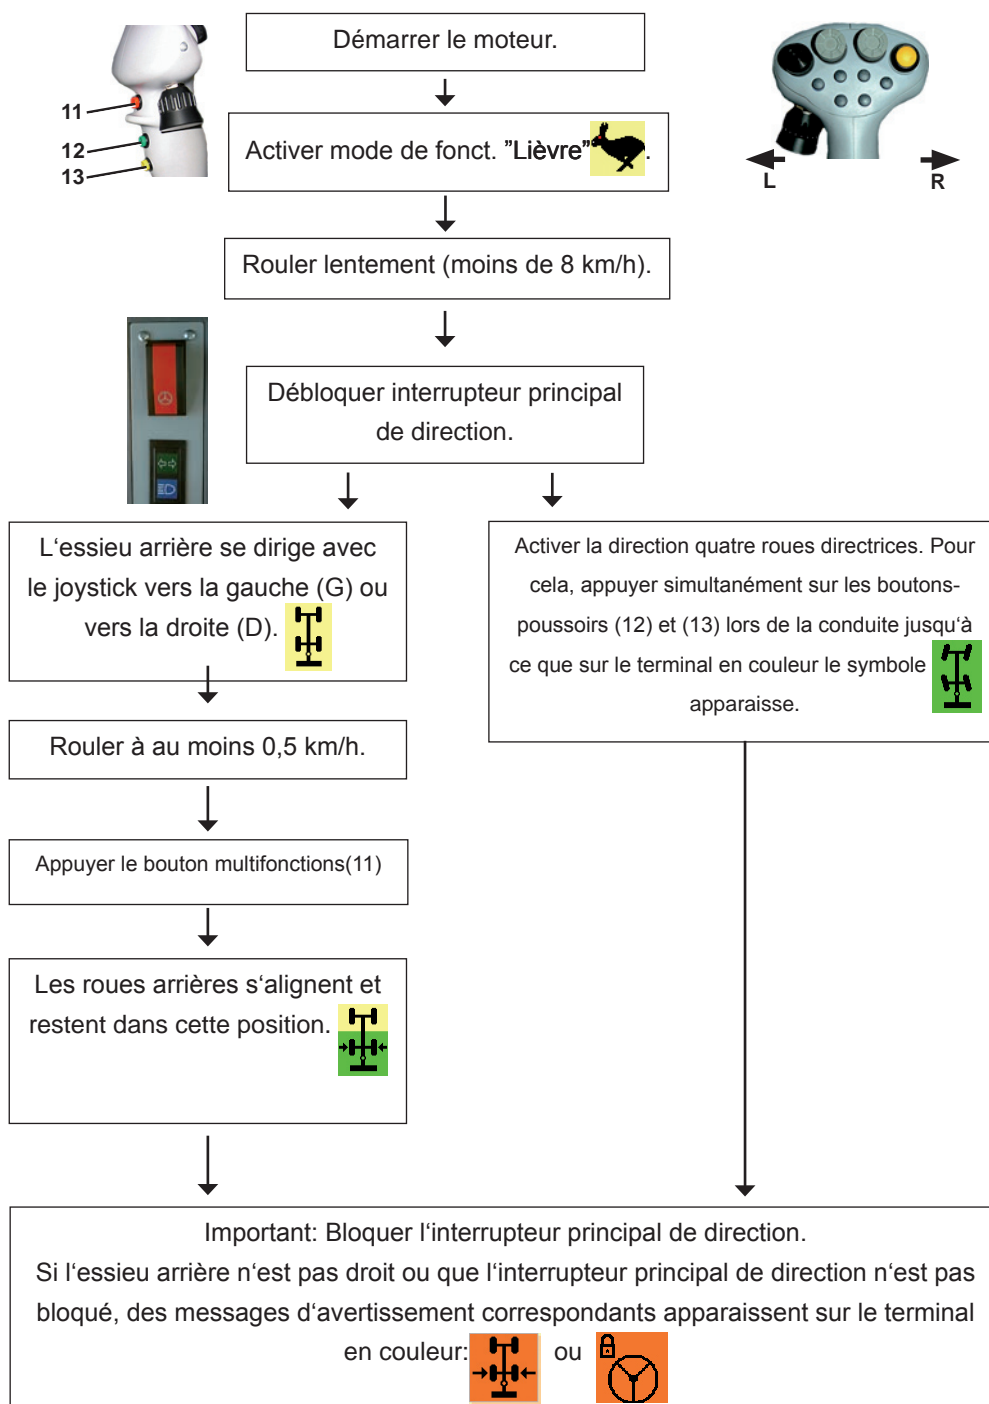 Démarrer le moteur.
11
12
13
Activer mode de fonct. ”Lièvre” .
L
R
Rouler lentement (moins de 8 km/h).
Débloquer interrupteur principal
de direction.
L‘essieu arrière se dirige avec
le joystick vers la gauche (G) ou
vers la droite (D).
Activer la direction quatre roues directrices. Pour
cela, appuyer simultanément sur les boutons-
poussoirs (12) et (13) lors de la conduite jusqu‘à
ce que sur le terminal en couleur le symbole
apparaisse.
Rouler à au moins 0,5 km/h.
Appuyer le bouton multifonctions(11)
Les roues arrières s‘alignent et
restent dans cette position.
Important: Bloquer l‘interrupteur principal de direction.
Si l‘essieu arrière n‘est pas droit ou que l‘interrupteur principal de direction n‘est pas
bloqué, des messages d‘avertissement correspondants apparaissent sur le terminal
en couleur: ou